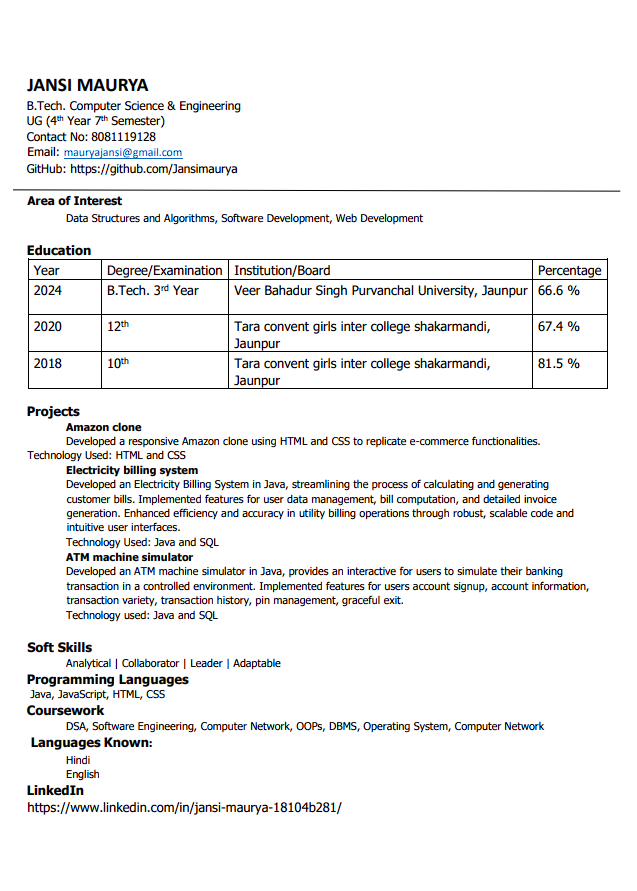 JANSI MAURYA
B.Tech. Computer Science & Engineering
UG (4th Year 7th Semester)
Contact No: 8081119128
Email: mauryajansi@gmail.com
GitHub: https://github.com/Jansimaurya
Area of Interest
Data Structures and Algorithms, Software Development, Web Development
Education
Year Degree/Examination Institution/Board Percentage
2024 B.Tech. 3rd Year Veer Bahadur Singh Purvanchal University, Jaunpur 66.6 %
2020 12th Tara convent girls inter college shakarmandi, 67.4 %
Jaunpur
2018 10th Tara convent girls inter college shakarmandi, 81.5 %
Jaunpur
Projects
Amazon clone
Developed a responsive Amazon clone using HTML and CSS to replicate e-commerce functionalities.
Technology Used: HTML and CSS
Electricity billing system
Developed an Electricity Billing System in Java, streamlining the process of calculating and generating
customer bills. Implemented features for user data management, bill computation, and detailed invoice
generation. Enhanced efficiency and accuracy in utility billing operations through robust, scalable code and
intuitive user interfaces.
Technology Used: Java and SQL
ATM machine simulator
Developed an ATM machine simulator in Java, provides an interactive for users to simulate their banking
transaction in a controlled environment. Implemented features for users account signup, account information,
transaction variety, transaction history, pin management, graceful exit.
Technology used: Java and SQL
Soft Skills
Analytical | Collaborator | Leader | Adaptable
Programming Languages
Java, JavaScript, HTML, CSS
Coursework
DSA, Software Engineering, Computer Network, OOPs, DBMS, Operating System, Computer Network
Languages Known:
Hindi
English
LinkedIn
https://www.linkedin.com/in/jansi-maurya-18104b281/